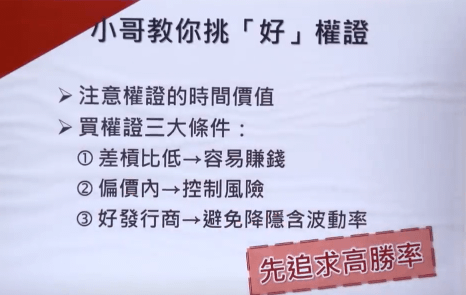 小哥教你挑「好」權證
➤注意權證的時間價值
➤買權證三大條件：
①差槓比低→容易賺錢
②偏價內→控制風險
③好發行商→避免降隱含波動率
先追求高勝率